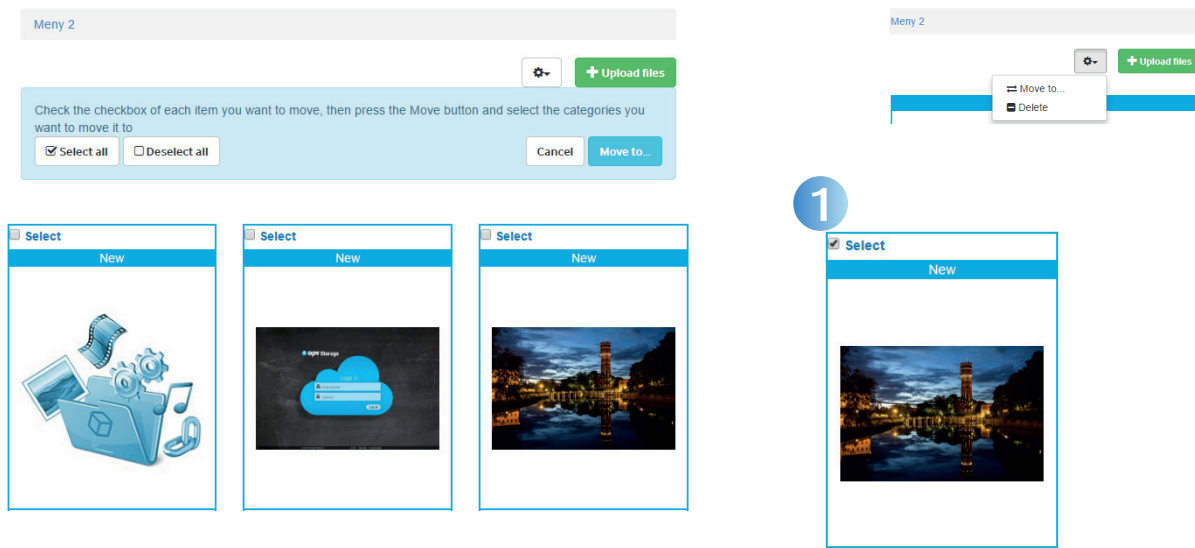 Meny 2
Upload files
Check the checkbox of each item you want to move, then press the Move button and select the categories you
want to move it to
Select all Deselect all Cancel Move to...
Select
New
Select
New
opv Storage
Select
New
Meny 2
Upload files
Move to...
Delete
1
Select
New